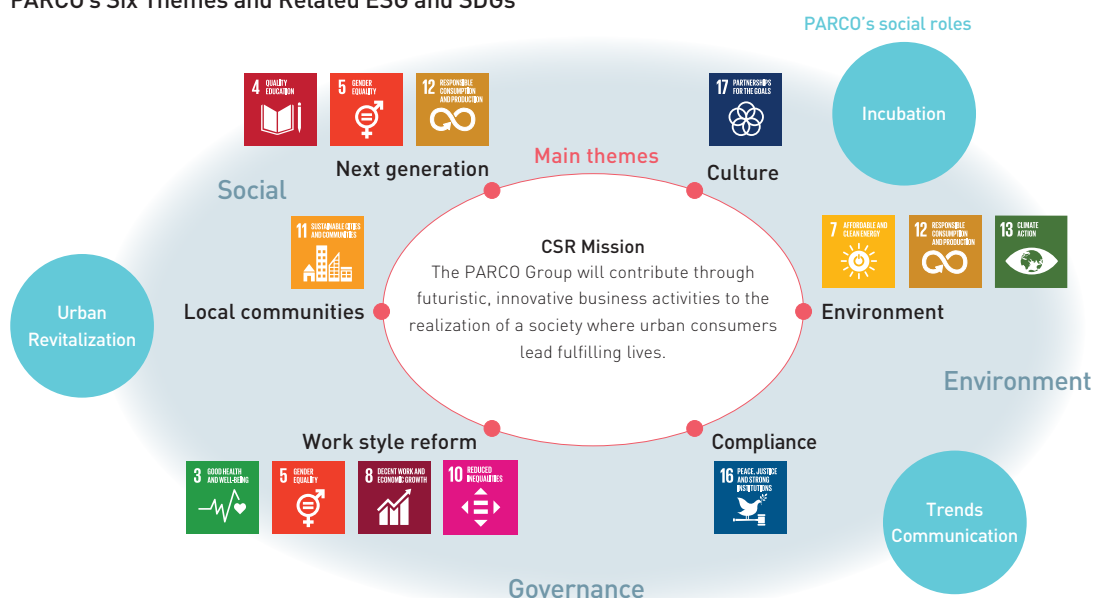 PARCO's Six Themes and Related ESG and SDGs
PARCO's social roles
Incubation
4 QUALITY
EDUCATION
5 GENDER
EQUALITY
12 RESPONSIBLE
CONSUMPTION
AND PRODUCTION
17 PARTNERSHIPS
FOR THE GOALS
Next generation
Main themes
Culture
Social
11 SUSTAINABLE CITIES
AND COMMUNITIES
7 AFFORDABLE AND
CLEAN ENERGY
12 RESPONSIBLE
CONSUMPTION
AND PRODUCTION
13 CLIMATE
ACTION
CSR Mission
The PARCO Group will contribute through
futuristic, innovative business activities to the
realization of a society where urban consumers
lead fulfilling lives.
Urban
Revitalization
Local communities
Environment
Environment
Work style reform
Compliance
3 GOOD HEALTH
AND WELL-BEING
5 GENDER
EQUALITY
8 DECENT WORK AND
ECONOMIC GROWTH
10 REDUCED
INEQUALITIES
16 PEACE, JUSTICE
AND STRONG
INSTITUTIONS
Trends
Communication
Governance